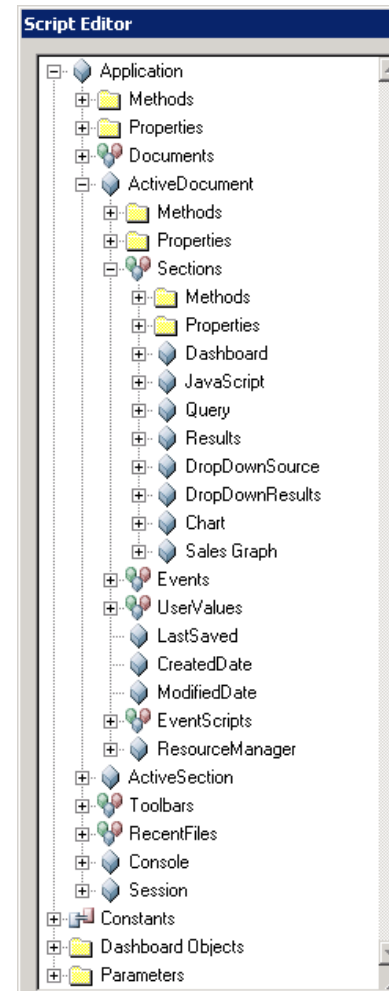 Script Editor
Application
Methods
Properties
Documents
ActiveDocument
Methods
Properties
Sections
Methods
Properties
Dashboard
JavaScript
Query
Results
DropDownSource
DropDownResults
Chart
Sales Graph
Events
UserValues
LastSaved
CreatedDate
ModifiedDate
EventScripts
ResourceManager
ActiveSection
Toolbars
RecentFiles
Console
Session
Constants
Dashboard Objects
Parameters